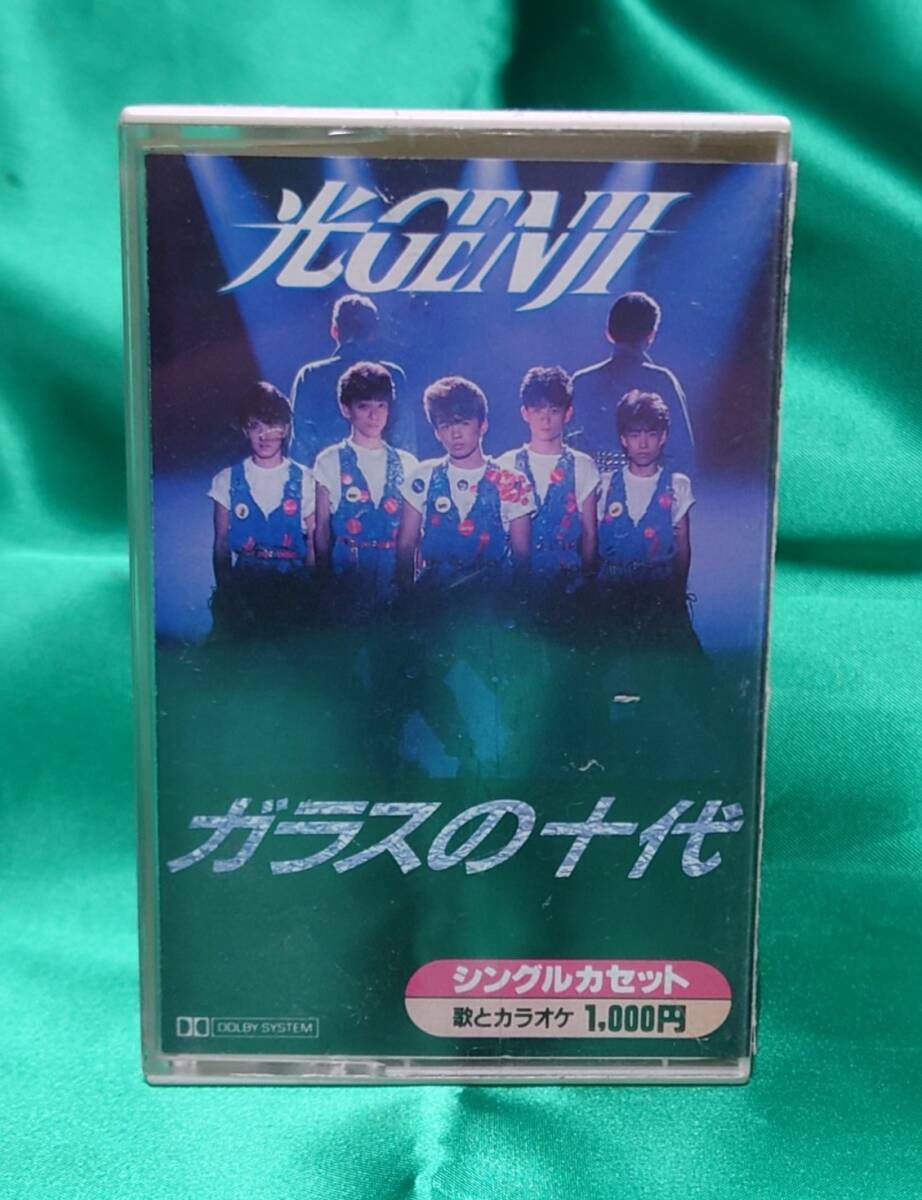 光GENJI
ガラスの十代
シングルカセット
歌とカラオケ 1,000円
DOLBY SYSTEM